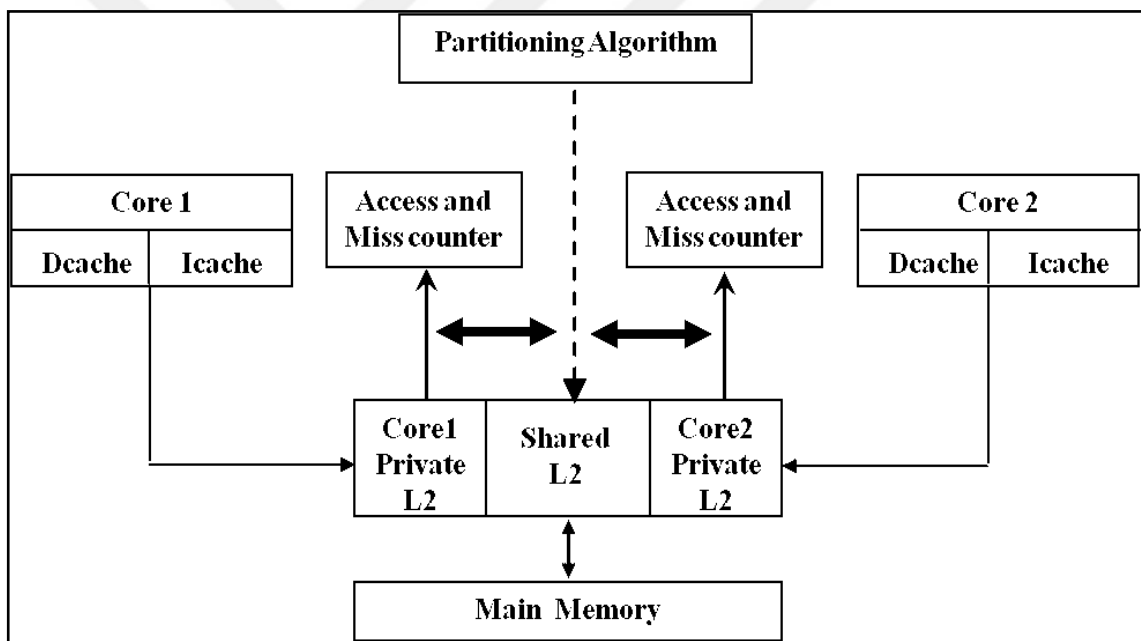 Partitioning Algorithm
Core 1
Dcache
Icache
Access and
Miss counter
Access and
Miss counter
Core 2
Dcache
Icache
Core1
Private
L2
Shared
L2
Core2
Private
L2
Main Memory